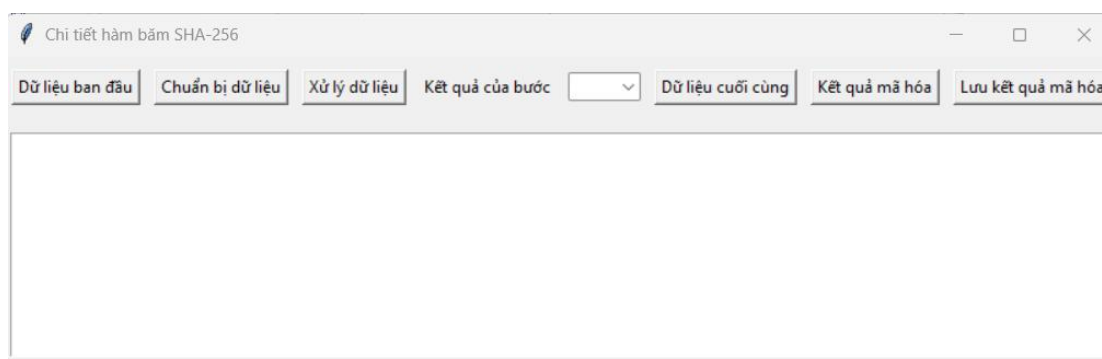 Chi tiết hàm băm SHA-256
Dữ liệu ban đầu Chuẩn bị dữ liệu Xử lý dữ liệu Kết quả của bước Dữ liệu cuối cùng Kết quả mã hóa Lưu kết quả mã hóa